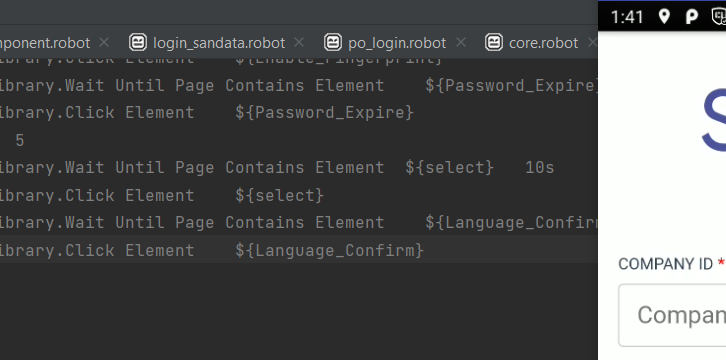 1:41
mponent.robot login_sandata.robot po_login.robot core.robot
ibrary.Click Element ${Enable_Fingerprint}
ibrary.Wait Until Page Contains Element ${Password_Expire}
ibrary.Click Element ${Password_Expire}
5
ibrary.Wait Until Page Contains Element ${select} 10s
ibrary.Click Element ${select}
ibrary.Wait Until Page Contains Element ${Language_Confirm
ibrary.Click Element ${Language_Confirm}
S
COMPANY ID *
Compan